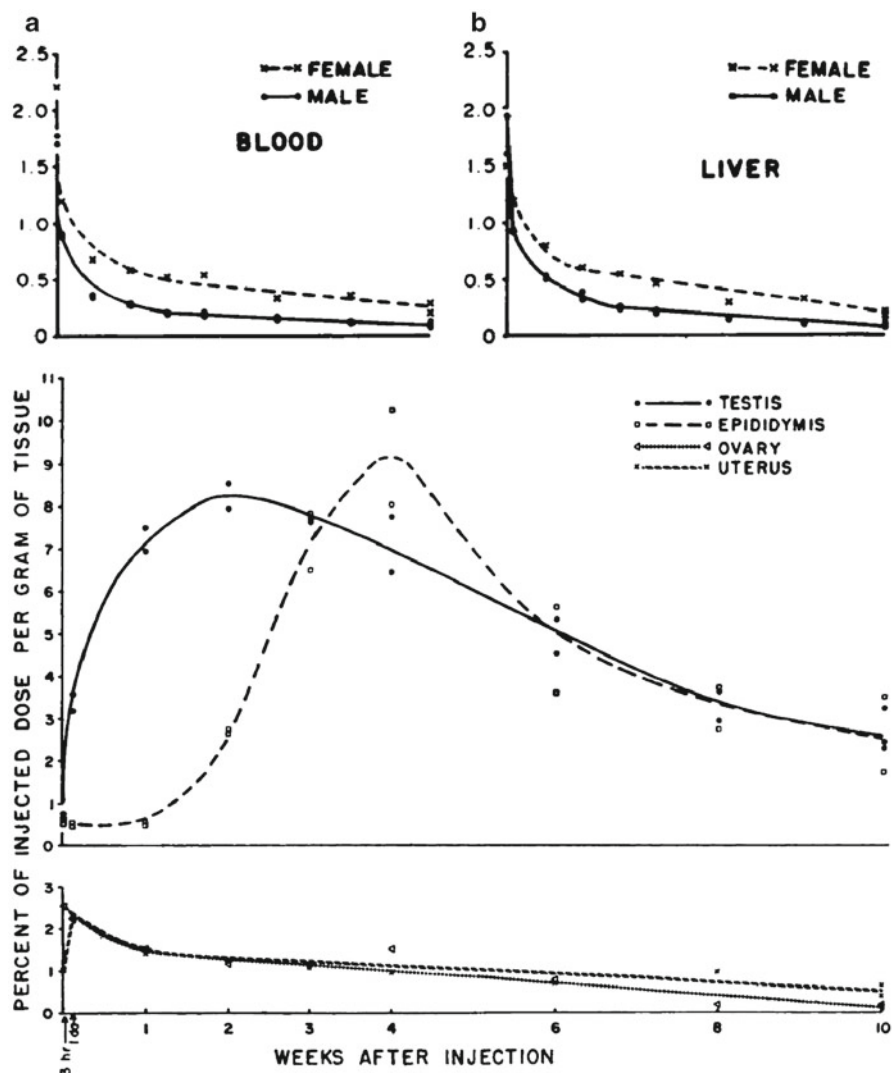 a
b
2.5
2.0
1.5
1.0
0.5
0
FEMALE
MALE
BLOOD
2.5
2.0
1.5
1.0
0.5
0
FEMALE
MALE
LIVER
PERCENT OF INJECTED DOSE PER GRAM OF TISSUE
11
10
9
8
7
6
5
4
3
2
1
0
TESTIS
EPIDIDYMIS
OVARY
UTERUS
3
2
1
0
1
2
3
4
6
8
10
WEEKS AFTER INJECTION